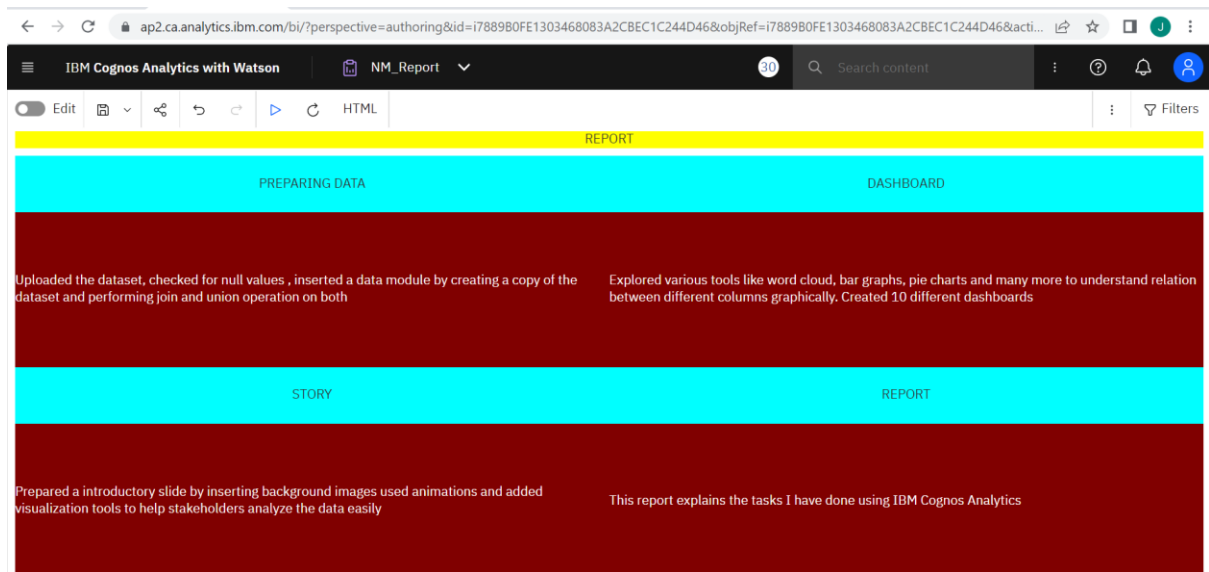 ap2.ca.analytics.ibm.com/bi/?perspective=authoring&id=i7889B0FE1303468083A2CBEC1C244D46&objRef=i7889B0FE1303468083A2CBEC1C244D46&acti...
J
IBM Cognos Analytics with Watson
NM_Report
30
Search content
Edit
HTML
Filters
REPORT
PREPARING DATA
DASHBOARD
Uploaded the dataset, checked for null values , inserted a data module by creating a copy of the
dataset and performing join and union operation on both
Explored various tools like word cloud, bar graphs, pie charts and many more to understand relation
between different columns graphically. Created 10 different dashboards
STORY
REPORT
Prepared a introductory slide by inserting background images used animations and added
visualization tools to help stakeholders analyze the data easily
This report explains the tasks I have done using IBM Cognos Analytics